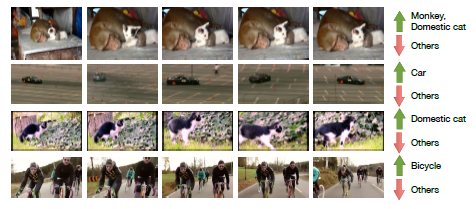 Monkey,
Domestic cat
Others
Car
Others
Domestic cat
Others
Bicycle
Others